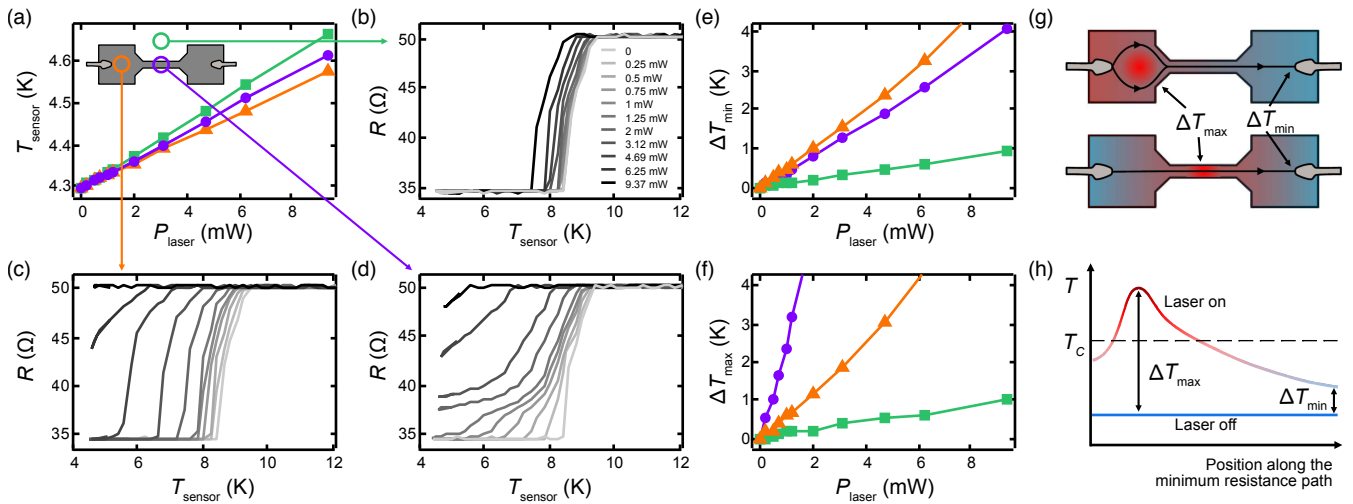 (a)
T_sensor (K)
4.6
4.5
4.4
4.3
0
2
4
6
8
P_laser (mW)
(b)
R (Ω)
50
45
40
35
4
6
8
10
12
T_sensor (K)
0
0.25 mW
0.5 mW
0.75 mW
1 mW
1.25 mW
2 mW
3.12 mW
4.69 mW
6.25 mW
9.37 mW
(e)
ΔT_min (K)
4
3
2
1
0
0
2
4
6
8
P_laser (mW)
(g)
ΔT_max
ΔT_min
(c)
R (Ω)
50
45
40
35
4
6
8
10
12
T_sensor (K)
(d)
R (Ω)
50
45
50
35
4
6
8
10
12
T_sensor (K)
(f)
ΔT_max (K)
4
3
2
1
0
0
2
4
6
8
P_laser (mW)
(h)
T
Laser on
T_C
ΔT_max
ΔT_min
Laser off
Position along the
minimum resistance path